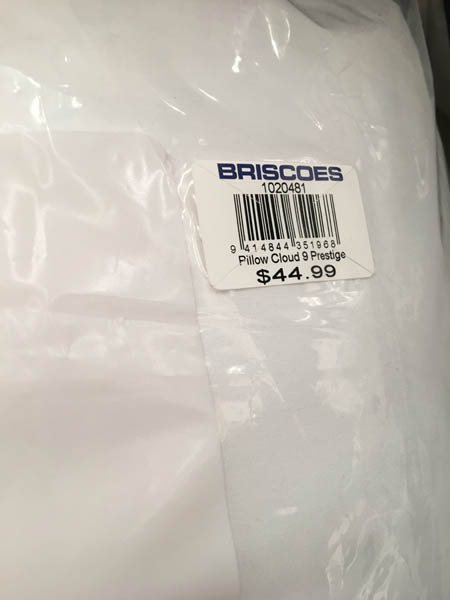 BRISCOES
1020481
9 414844 351968
Pillow Cloud 9 Prestige
$44.99